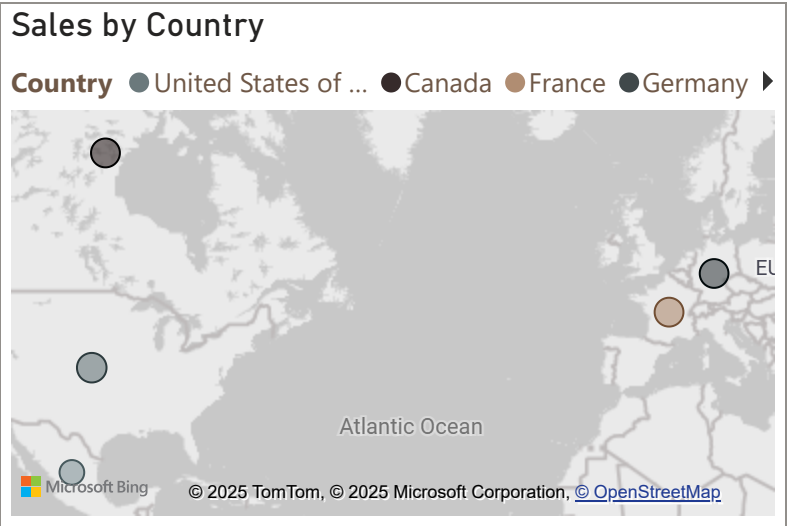 Sales by Country
Country United States of ... Canada France Germany
EU
Atlantic Ocean
Microsoft Bing
© 2025 TomTom, © 2025 Microsoft Corporation, © OpenStreetMap